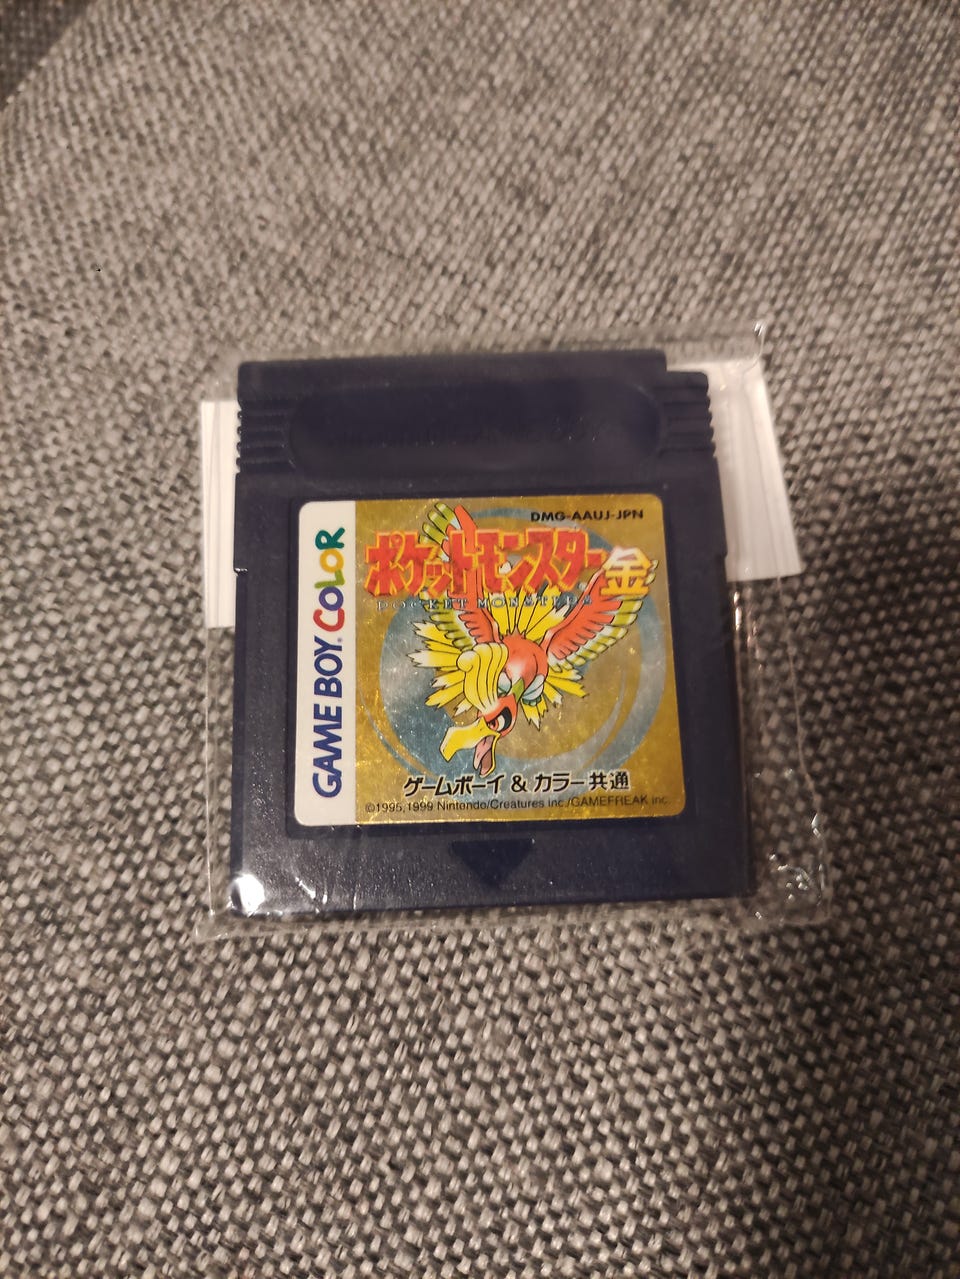 DMG-AAUJ-JPN
ポケットモンスター金
POCKET MONSTERS
GAME BOY COLOR
ゲームボーイ & カラー共通
©1995,1999 Nintendo/Creatures inc./GAMEFREAK inc.